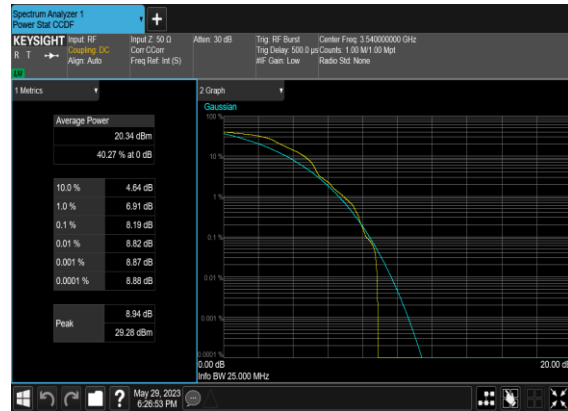 Spectrum Analyzer 1
Power Stat CCDF
KEYSIGHT
R T
LXI
Input: RF
Coupling: DC
Align: Auto
Input Z: 50 Ω
Corr CCorr
Freq Ref: Int (S)
Atten: 30 dB
Trig: RF Burst
Trig Delay: 500.0 µs
#IF Gain: Low
Center Freq: 3.540000000 GHz
Counts: 1.00 M/1.00 Mpt
Radio Std: None
1 Metrics
Average Power
20.34 dBm
40.27 % at 0 dB
10.0 % 4.64 dB
1.0 % 6.91 dB
0.1 % 8.19 dB
0.01 % 8.82 dB
0.001 % 8.87 dB
0.0001 % 8.88 dB
Peak
8.94 dB
29.28 dBm
2 Graph
Gaussian
100 %
10 %
1 %
0.1 %
0.01 %
0.001 %
0.0001 %
0.00 dB
20.00 dB
Info BW 25.000 MHz
?
May 29, 2023
6:26:53 PM